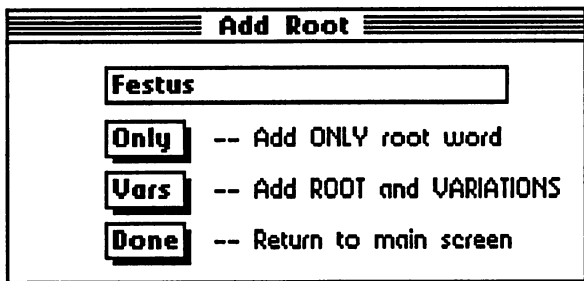 Add Root
Festus
Only -- Add ONLY root word
Vars -- Add ROOT and VARIATIONS
Done -- Return to main screen